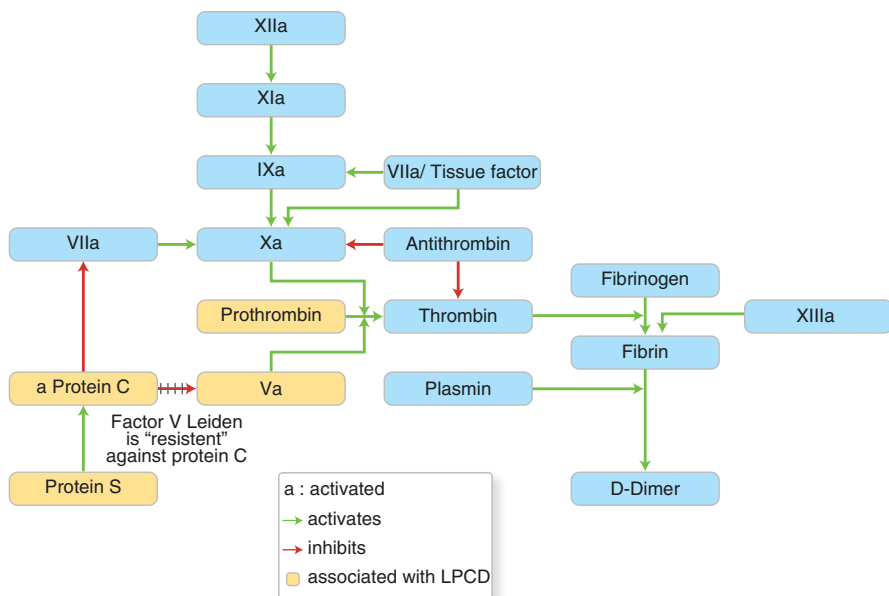 XIIa
XIa
IXa
VIIa/ Tissue factor
VIIa
Xa
Antithrombin
Fibrinogen
Prothrombin
Thrombin
XIIIa
Fibrin
a Protein C
Va
Plasmin
Factor V Leiden
is “resistent”
against protein C
Protein S
D-Dimer
a : activated
activates
inhibits
associated with LPCD